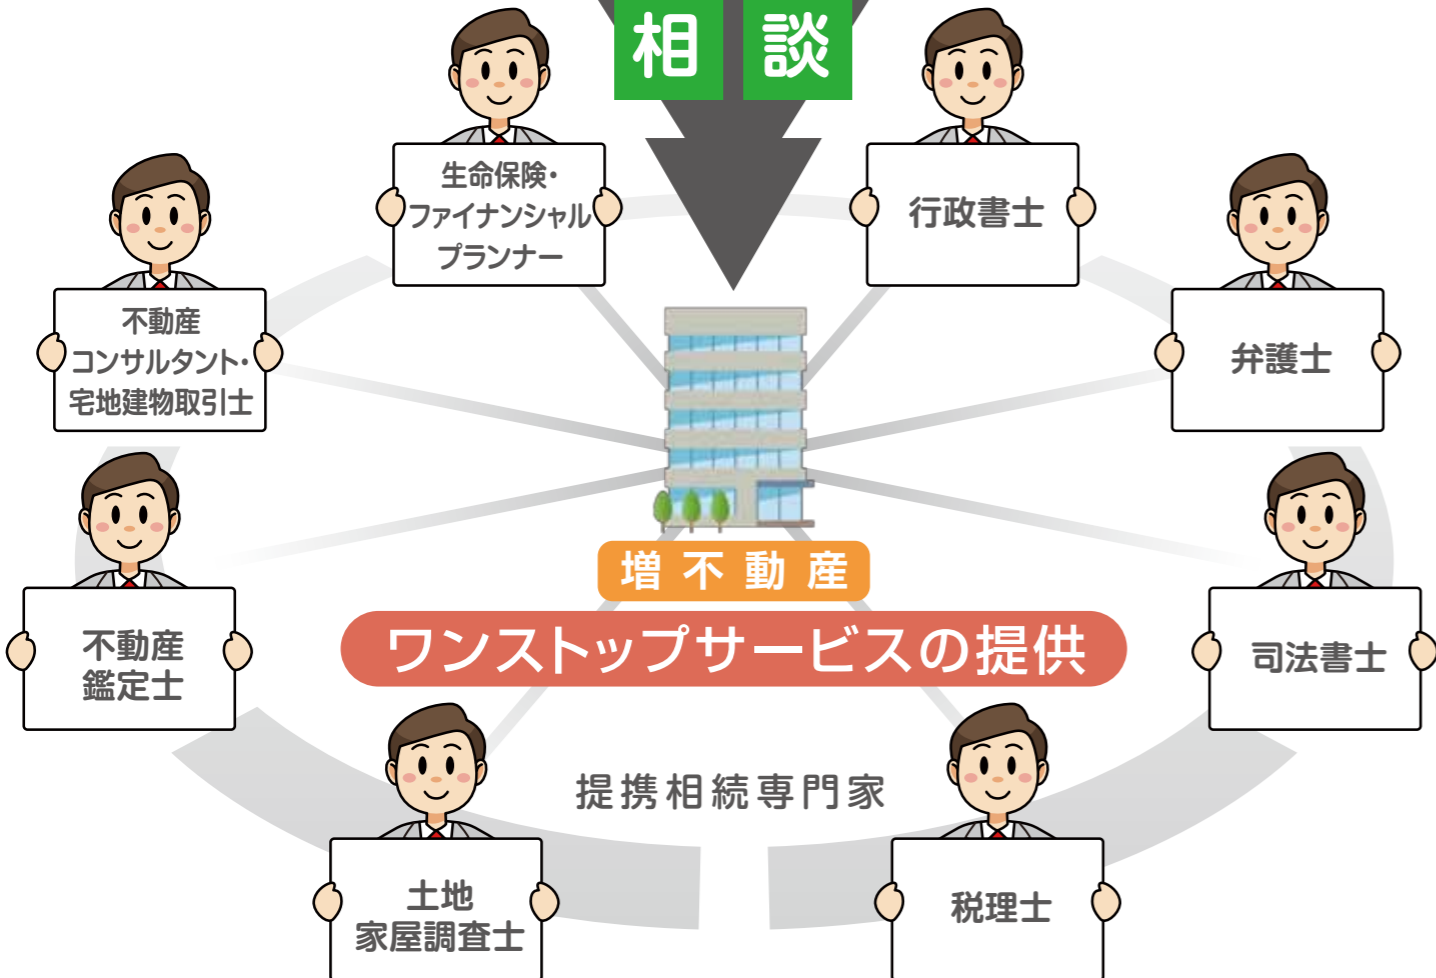 相談
生命保険・
ファイナンシャル
プランナー
行政書士
不動産
コンサルタント・
宅地建物取引士
弁護士
増不動産
ワンストップサービスの提供
不動産
鑑定士
司法書士
提携相続専門家
土地
家屋調査士
税理士